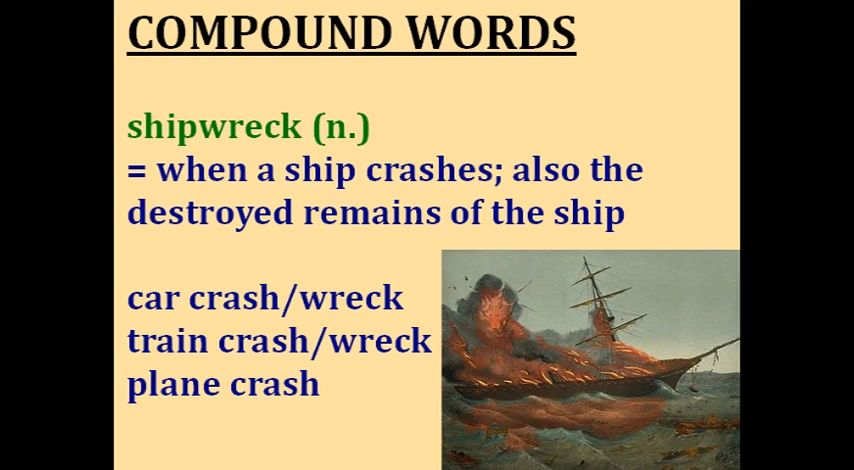 COMPOUND WORDS
shipwreck (n.)
= when a ship crashes; also the
destroyed remains of the ship
car crash/wreck
train crash/wreck
plane crash